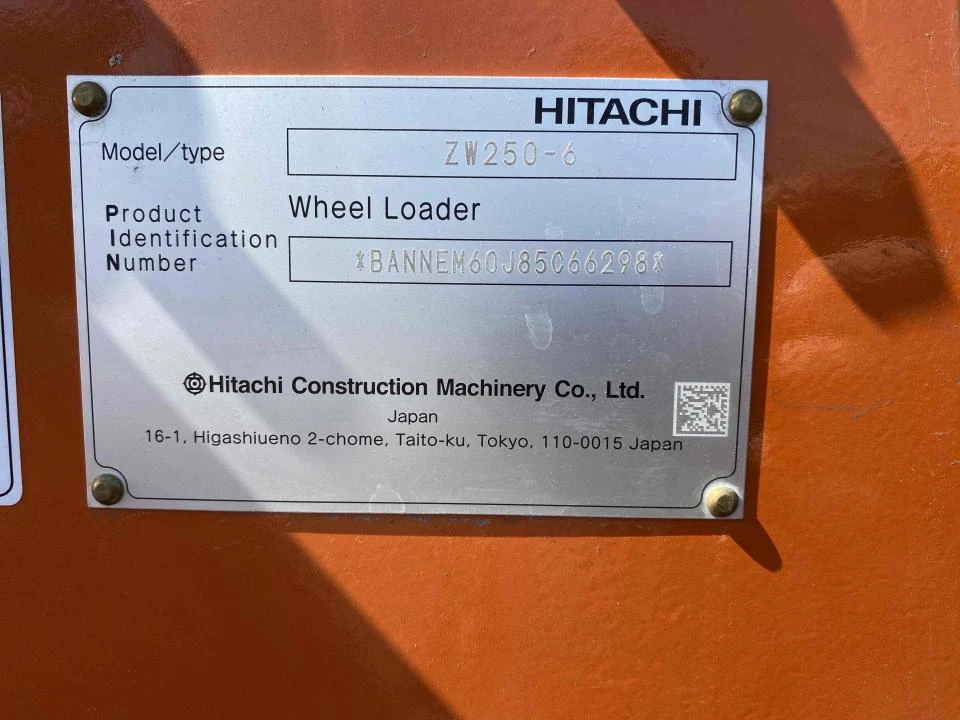 HITACHI
Model/type ZW250-6
Wheel Loader
Product
Identification
Number *BANNEM60J85C66298*
Hitachi Construction Machinery Co., Ltd.
Japan
16-1, Higashiueno 2-chome, Taito-ku, Tokyo, 110-0015 Japan